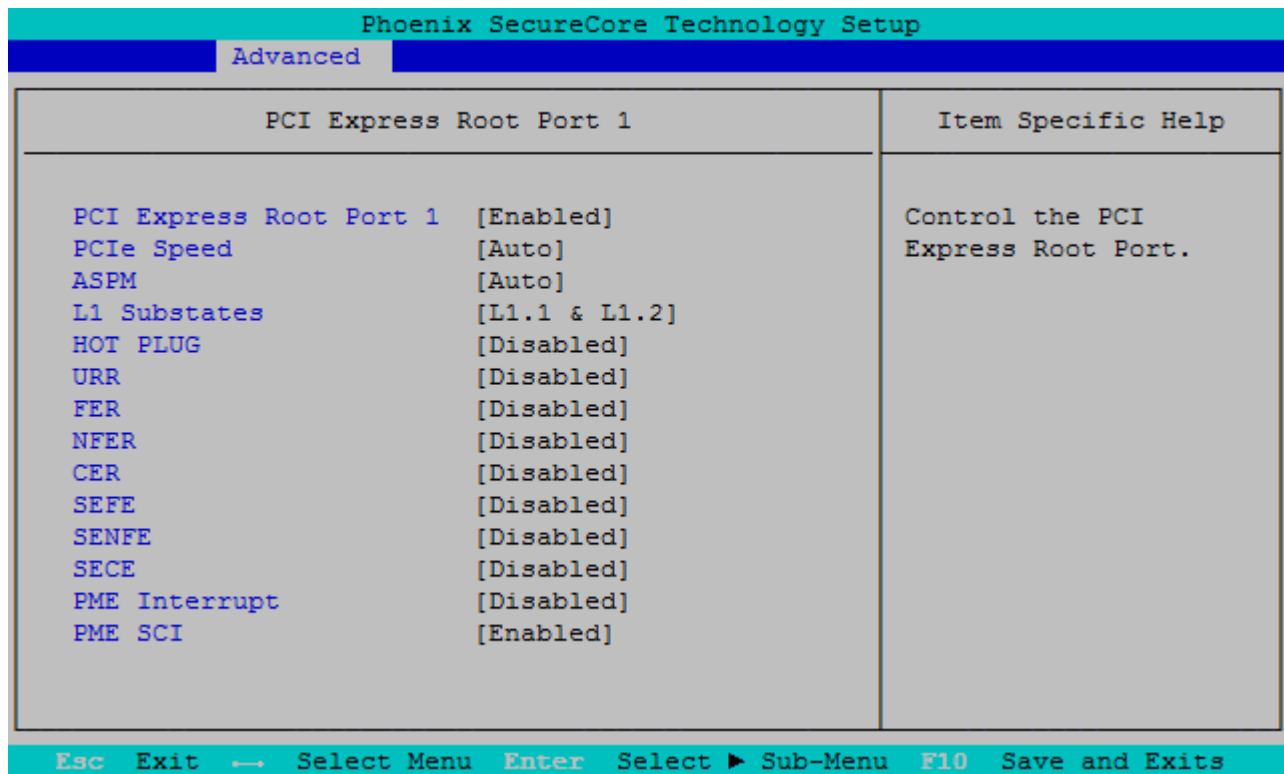 Phoenix SecureCore Technology Setup
Advanced
PCI Express Root Port 1
Item Specific Help
PCI Express Root Port 1 [Enabled]
Control the PCI
PCIe Speed [Auto]
Express Root Port.
ASPM [Auto]
L1 Substates [L1.1 & L1.2]
HOT PLUG [Disabled]
URR [Disabled]
FER [Disabled]
NFER [Disabled]
CER [Disabled]
SEFE [Disabled]
SENFE [Disabled]
SECE [Disabled]
PME Interrupt [Disabled]
PME SCI [Enabled]
Esc Exit ↔ Select Menu Enter Select ► Sub-Menu F10 Save and Exits